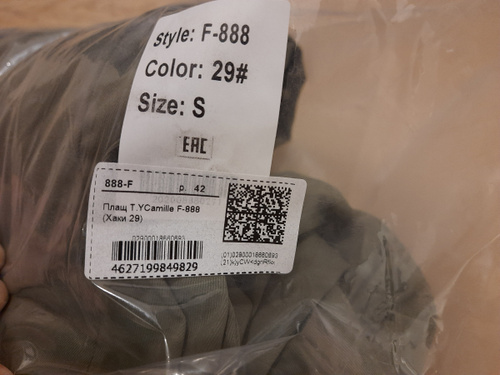 Style: F-888
Color: 29#
Size: S
EAC
888-F р. 42
Плащ T.YCamille F-888
(Хаки 29)
4627199849829